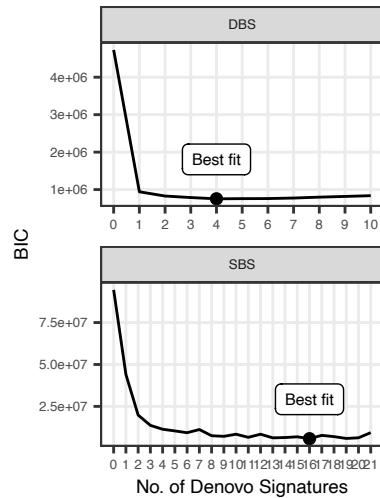 DBS
4e+06
3e+06
2e+06
1e+06
Best fit
0 1 2 3 4 5 6 7 8 9 10
BIC
SBS
7.5e+07
5.0e+07
2.5e+07
Best fit
0 1 2 3 4 5 6 7 8 9 10 11 12 13 14 15 16 17 18 19 20 21
No. of Denovo Signatures